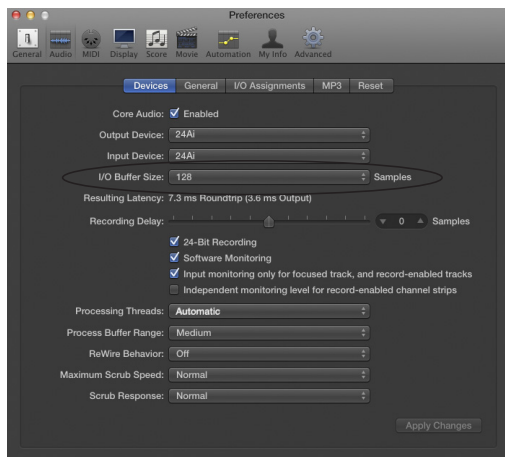 Preferences
General Audio MIDI Display Score Movie Automation My Info Advanced
Devices General I/O Assignments MP3 Reset
Core Audio: Enabled
Output Device: 24Ai
Input Device: 24Ai
I/O Buffer Size: 128 Samples
Resulting Latency: 7.3 ms Roundtrip (3.6 ms Output)
Recording Delay: 0 Samples
24-Bit Recording
Software Monitoring
Input monitoring only for focused track, and record-enabled tracks
Independent monitoring level for record-enabled channel strips
Processing Threads: Automatic
Process Buffer Range: Medium
ReWire Behavior: Off
Maximum Scrub Speed: Normal
Scrub Response: Normal
Apply Changes